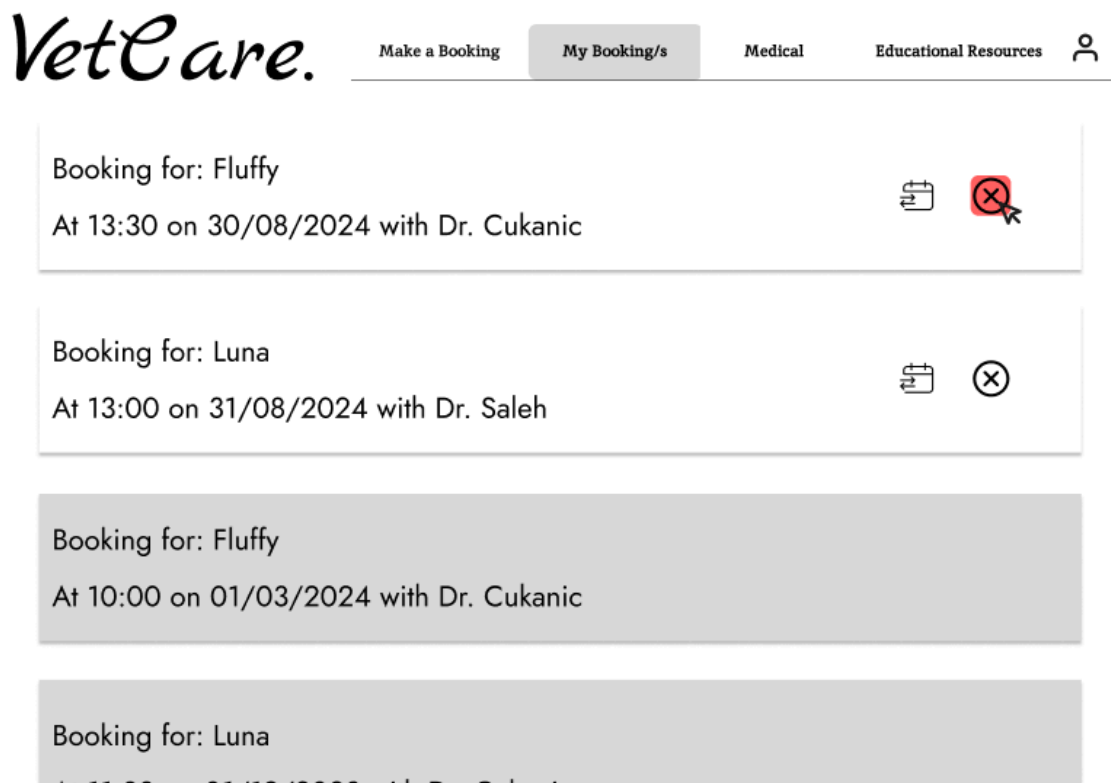 VetCare.
Make a Booking
My Booking/s
Medical
Educational Resources
Booking for: Fluffy
At 13:30 on 30/08/2024 with Dr. Cukanic
Booking for: Luna
At 13:00 on 31/08/2024 with Dr. Saleh
Booking for: Fluffy
At 10:00 on 01/03/2024 with Dr. Cukanic
Booking for: Luna